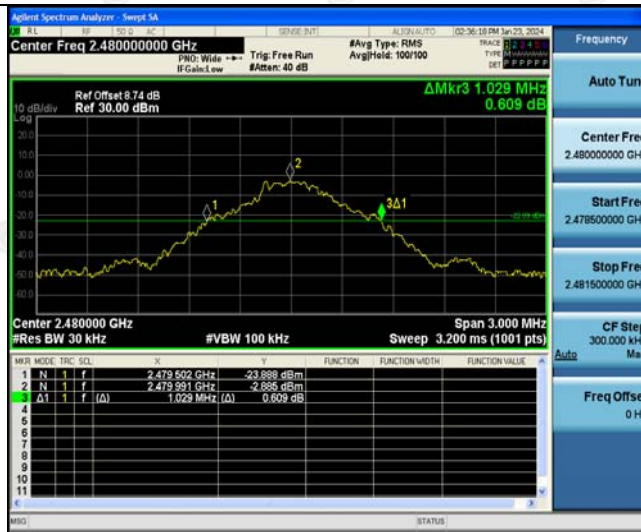 Agilent Spectrum Analyzer - Swept SA
RL RF 50 Ω AC SENSE:INT ALIGN AUTO 02:36:18 PM Jan 23, 2024
Center Freq 2.480000000 GHz
PNO: Wide
IFGain:Low
Trig: Free Run
#Atten: 40 dB
#Avg Type: RMS
Avg|Hold: 100/100
TRACE 1 2 3 4 5 6
TYPE
DET P P P P P P
ΔMkr3 1.029 MHz
0.609 dB
Ref Offset 8.74 dB
10 dB/div Ref 30.00 dBm
Log
20.0
10.0
0.00
-10.0
-20.0
-30.0
-40.0
-50.0
-60.0
1
2
3Δ1
Center 2.480000 GHz Span 3.000 MHz
#Res BW 30 kHz #VBW 100 kHz Sweep 3.200 ms (1001 pts)
MKR MODE TRC SCL X Y FUNCTION FUNCTION WIDTH FUNCTION VALUE
1 N 1 f 2.479 502 GHz -23.888 dBm
2 N 1 f 2.479 991 GHz -2.885 dBm
3 Δ1 1 f (Δ) 1.029 MHz (Δ) 0.609 dB
4
5
6
7
8
9
10
11
MSG STATUS
Frequency
Auto Tun
Center Fre
2.480000000 GH
Start Fre
2.478500000 GH
Stop Fre
2.481500000 GH
CF Ste
300.000 kH
Auto Ma
Freq Offse
0 H